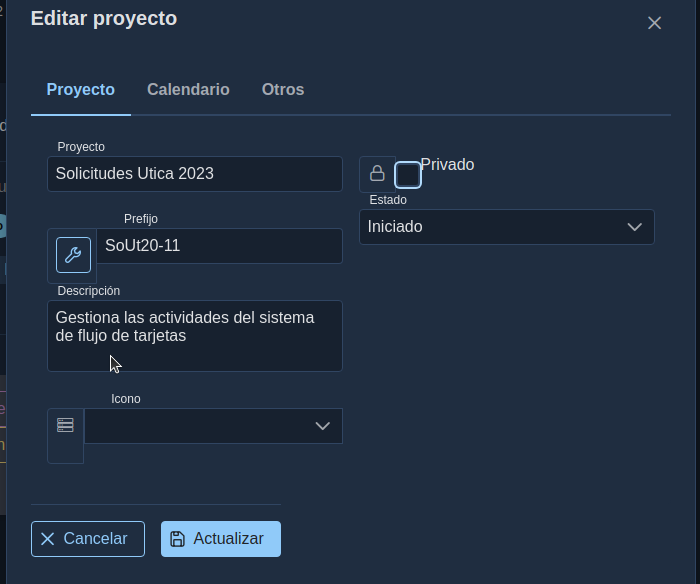 Editar proyecto
Proyecto
Calendario
Otros
Proyecto
Solicitudes Utica 2023
Privado
Estado
Iniciado
Prefijo
SoUt20-11
Descripción
Gestiona las actividades del sistema
de flujo de tarjetas
Icono
Cancelar
Actualizar